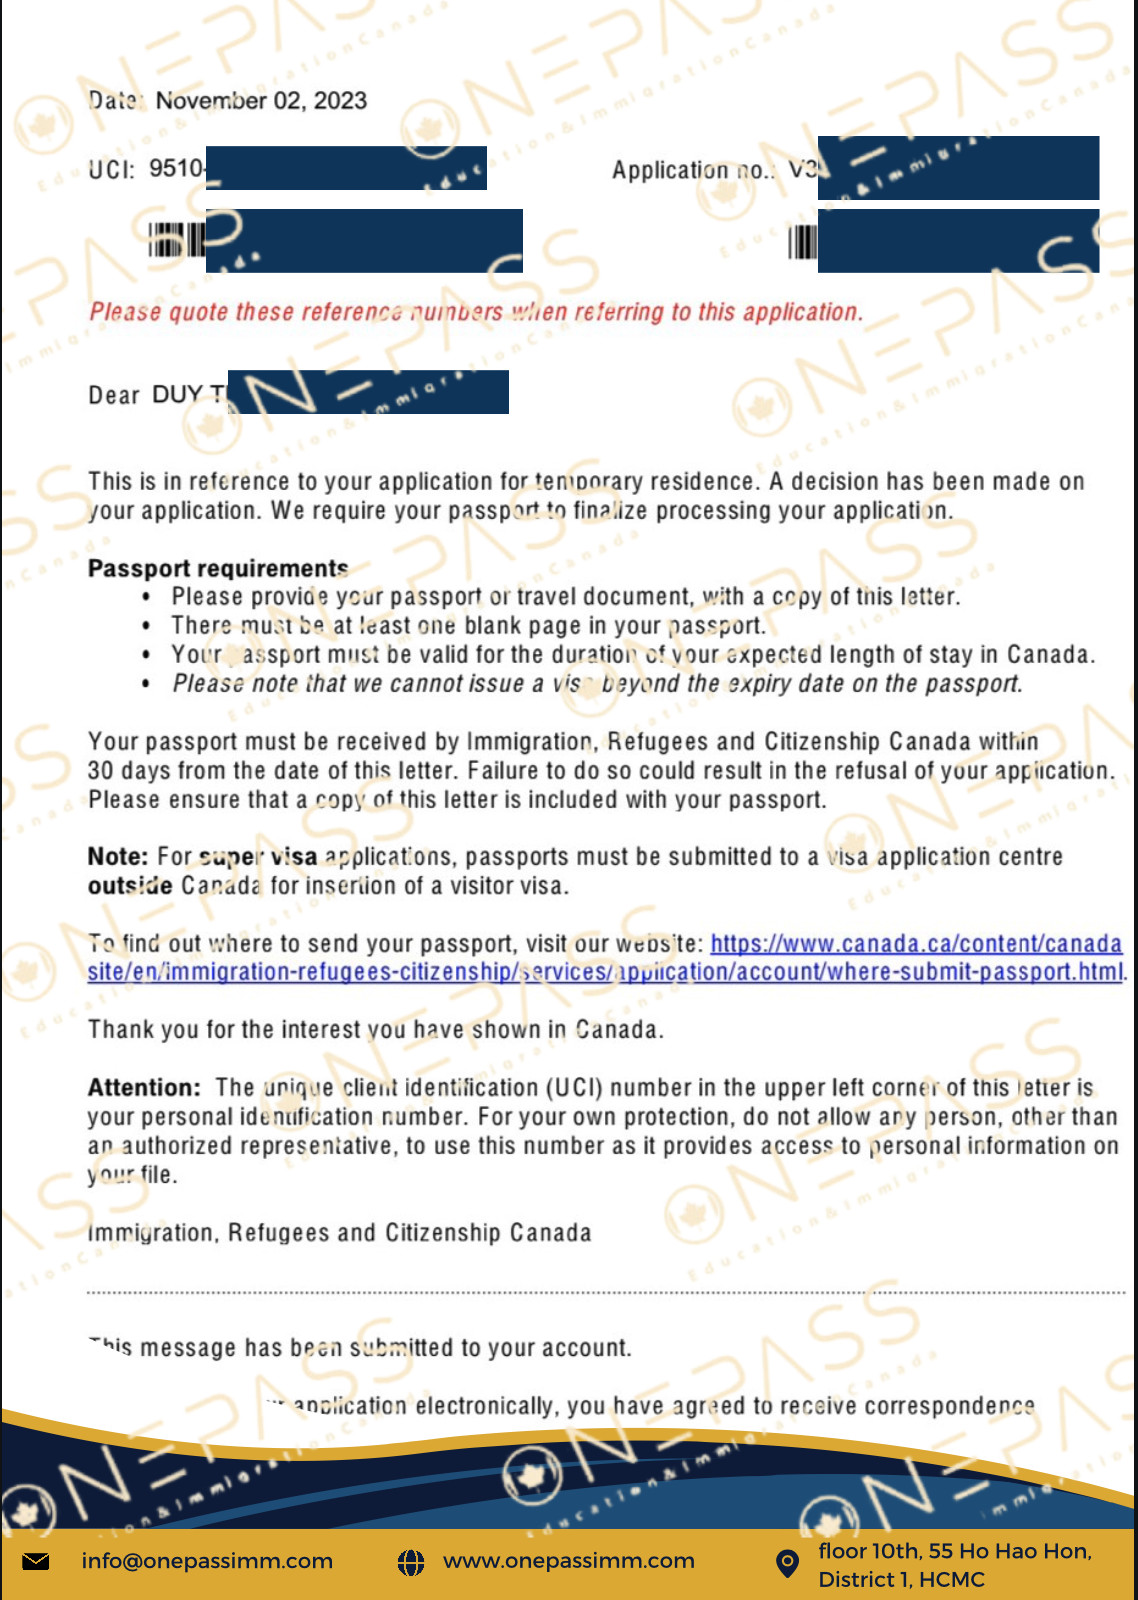 Date: November 02, 2023
UCI: 9510-
Application no.: V3
Please quote these reference numbers when referring to this application.
Dear DUY T
This is in reference to your application for temporary residence. A decision has been made on
your application. We require your passport to finalize processing your application.
Passport requirements
• Please provide your passport or travel document, with a copy of this letter.
• There must be at least one blank page in your passport.
• Your passport must be valid for the duration of your expected length of stay in Canada.
• Please note that we cannot issue a visa beyond the expiry date on the passport.
Your passport must be received by Immigration, Refugees and Citizenship Canada within
30 days from the date of this letter. Failure to do so could result in the refusal of your application.
Please ensure that a copy of this letter is included with your passport.
Note: For super visa applications, passports must be submitted to a visa application centre
outside Canada for insertion of a visitor visa.
To find out where to send your passport, visit our website: https://www.canada.ca/content/canada
site/en/immigration-refugees-citizenship/services/application/account/where-submit-passport.html.
Thank you for the interest you have shown in Canada.
Attention: The unique client identification (UCI) number in the upper left corner of this letter is
your personal identification number. For your own protection, do not allow any person, other than
an authorized representative, to use this number as it provides access to personal information on
your file.
Immigration, Refugees and Citizenship Canada
This message has been submitted to your account.
application electronically, you have agreed to receive correspondence
ONEPASS
Education & Immigration Canada
info@onepassimm.com
www.onepassimm.com
floor 10th, 55 Ho Hao Hon,
District 1, HCMC